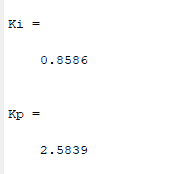 Ki =
0.8586
Kp =
2.5839